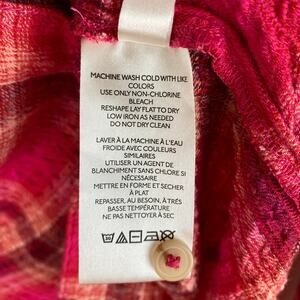 MACHINE WASH COLD WITH LIKE
COLORS
USE ONLY NON-CHLORINE
BLEACH
RESHAPE LAY FLAT TO DRY
LOW IRON AS NEEDED
DO NOT DRY CLEAN
LAVER À LA MACHINE À L'EAU
FROIDE AVEC COULEURS
SIMILAIRES
UTILISER UN AGENT DE
BLANCHIMENT SANS CHLORE SI
NÉCESSAIRE
METTRE EN FORME ET SECHER
À PLAT
REPASSER, AU BESOIN, À TRÈS
BASSE TEMPÉRATURE
NE PAS NETTOYER À SEC